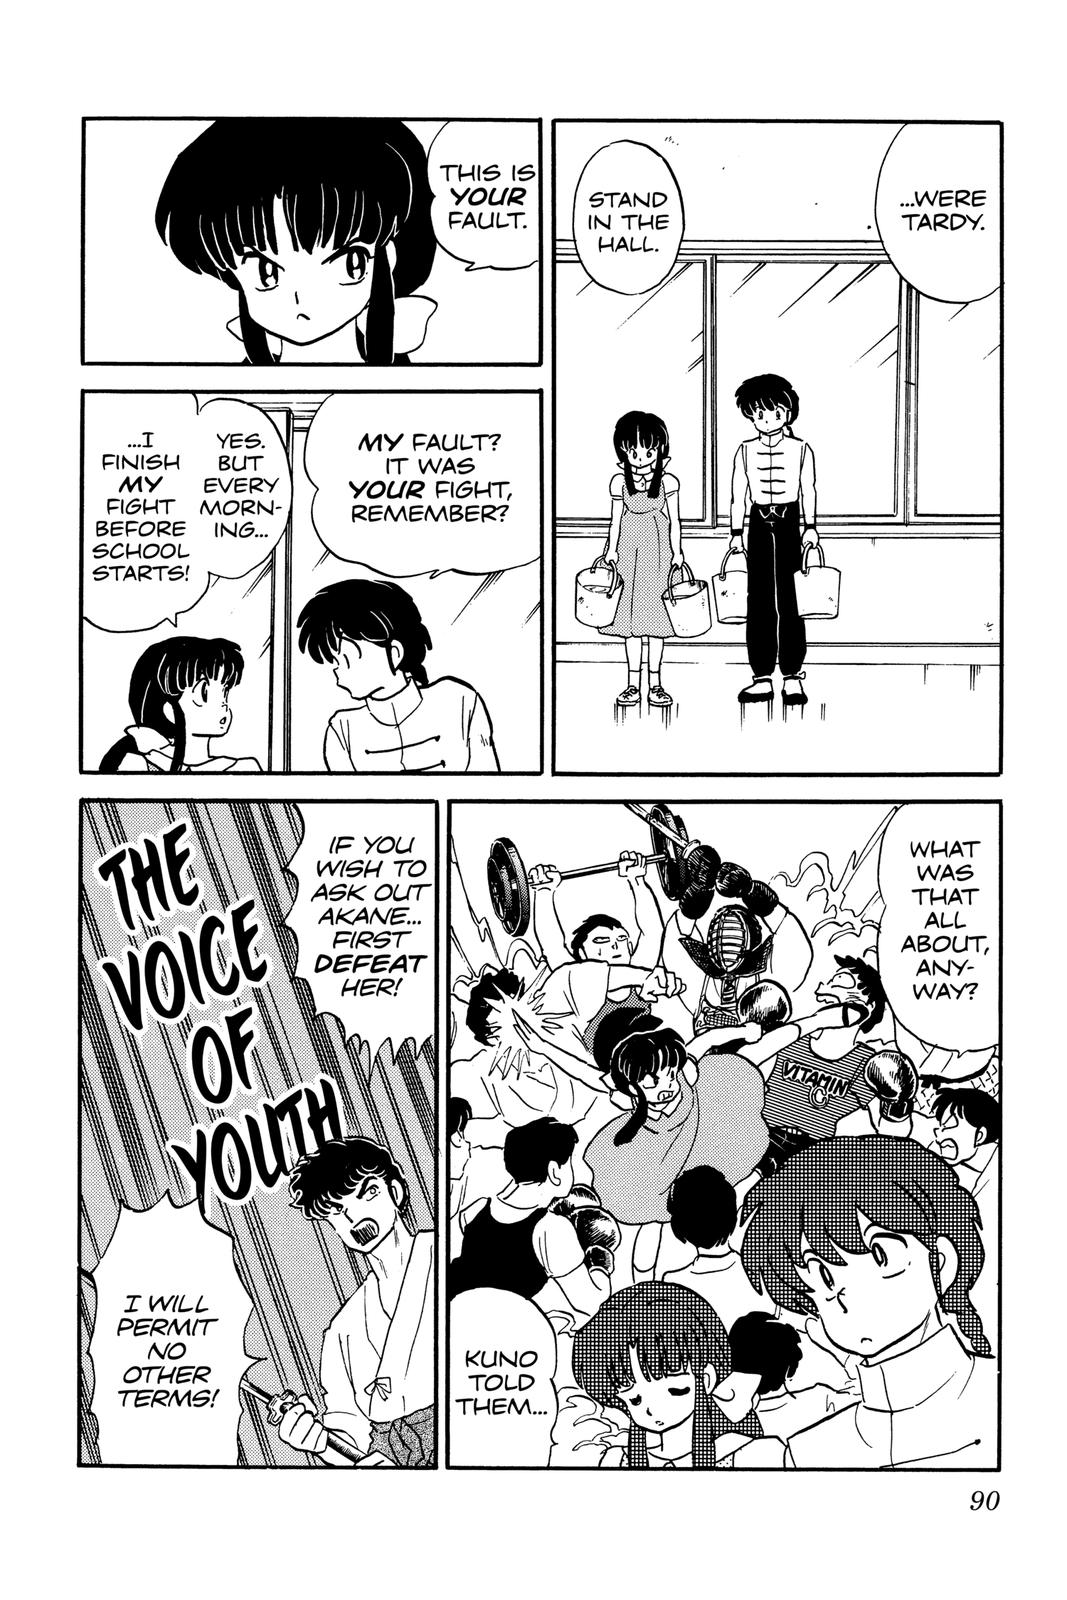 ...WERE
TARDY.
STAND
IN THE
HALL.
THIS IS
YOUR
FAULT.
MY FAULT?
IT WAS
YOUR FIGHT,
REMEMBER?
YES.
BUT
EVERY
MORN-
ING...
...I
FINISH
MY
FIGHT
BEFORE
SCHOOL
STARTS!
WHAT
WAS
THAT
ALL
ABOUT,
ANY-
WAY?
VITAMIN
C
KUNO
TOLD
THEM...
IF YOU
WISH TO
ASK OUT
AKANE...
FIRST
DEFEAT
HER!
THE
VOICE
OF
YOUTH
I WILL
PERMIT
NO
OTHER
TERMS!
90